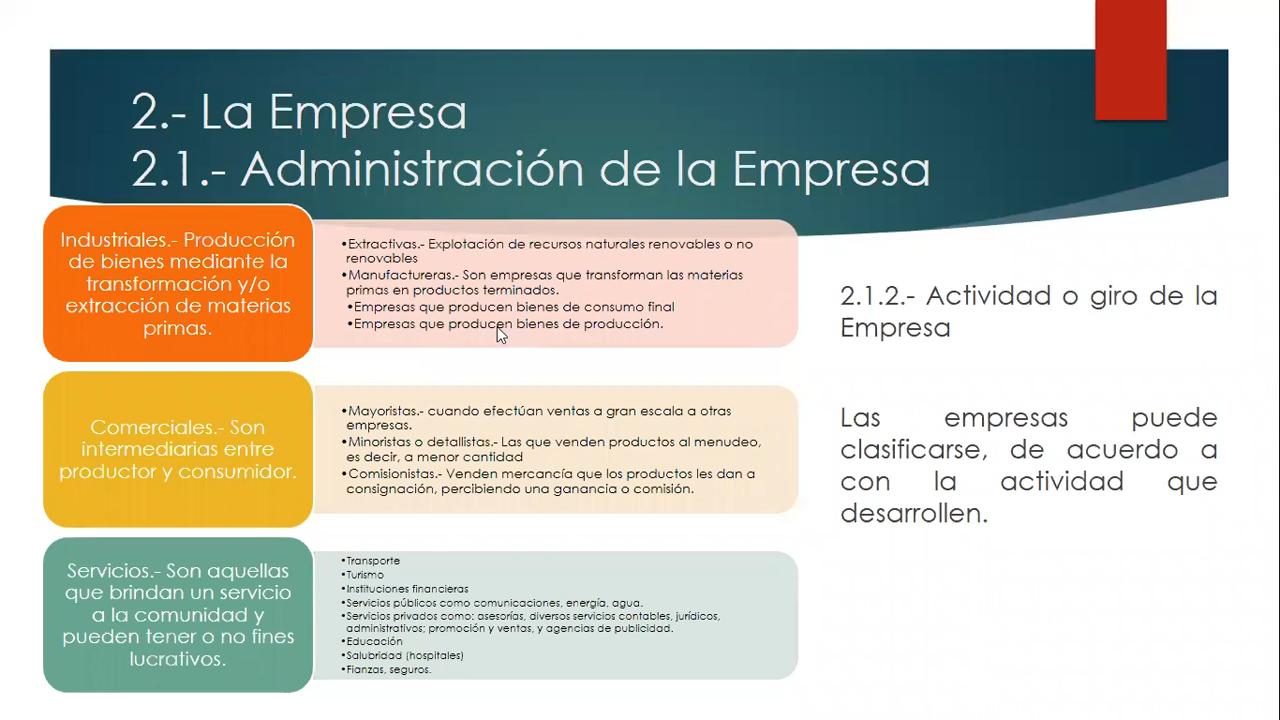 2.- La Empresa
2.1.- Administración de la Empresa
Industriales.- Producción
de bienes mediante la
transformación y/o
extracción de materias
primas.
•Extractivas.- Explotación de recursos naturales renovables o no
renovables
•Manufactureras.- Son empresas que transforman las materias
primas en productos terminados.
•Empresas que producen bienes de consumo final
•Empresas que producen bienes de producción.
Comerciales.- Son
intermediarias entre
productor y consumidor.
•Mayoristas.- cuando efectúan ventas a gran escala a otras
empresas.
•Minoristas o detallistas.- Las que venden productos al menudeo,
es decir, a menor cantidad
•Comisionistas.- Venden mercancía que los productos les dan a
consignación, percibiendo una ganancia o comisión.
Servicios.- Son aquellas
que brindan un servicio
a la comunidad y
pueden tener o no fines
lucrativos.
•Transporte
•Turismo
•Instituciones financieras
•Servicios públicos como comunicaciones, energía, agua.
•Servicios privados como: asesorías, diversos servicios contables, jurídicos,
administrativos; promoción y ventas, y agencias de publicidad.
•Educación
•Salubridad (hospitales)
•Fianzas, seguros.
2.1.2.- Actividad o giro de la
Empresa
Las empresas puede
clasificarse, de acuerdo a
con la actividad que
desarrollen.